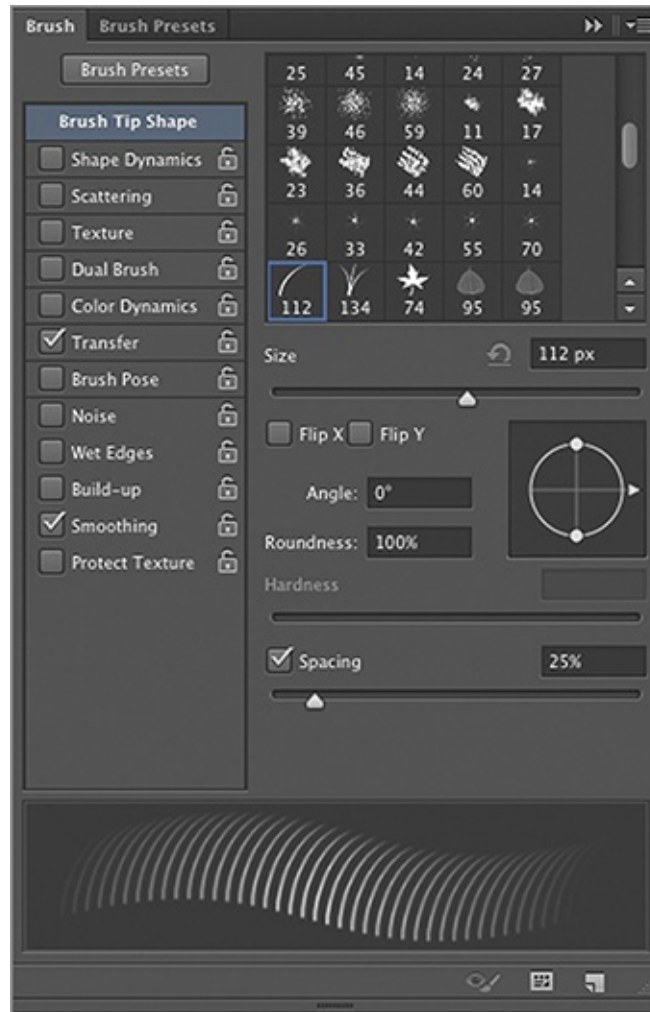 Brush Brush Presets
Brush Presets
25 45 14 24 27
39 46 59 11 17
23 36 44 60 14
26 33 42 55 70
112 134 74 95 95
Brush Tip Shape
Shape Dynamics
Scattering
Texture
Dual Brush
Color Dynamics
Transfer
Brush Pose
Noise
Wet Edges
Build-up
Smoothing
Protect Texture
Size 112 px
Flip X Flip Y
Angle: 0°
Roundness: 100%
Hardness
Spacing 25%